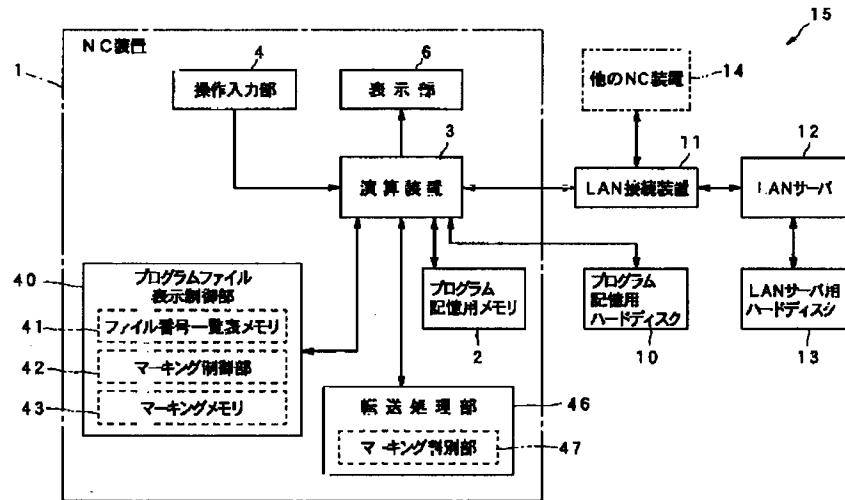 15
NC装置
1
4
操作入力部
6
表示部
他のNC装置
14
3
演算装置
11
LAN接続装置
12
LANサーバ
40
プログラムファイル
表示制御部
41
ファイル番号一覧表メモリ
42
マーキング制御部
43
マーキングメモリ
プログラム
記憶用メモリ
2
プログラム
記憶用
ハードディスク
10
LANサーバ用
ハードディスク
13
転送処理部
46
マーキング判別部
47